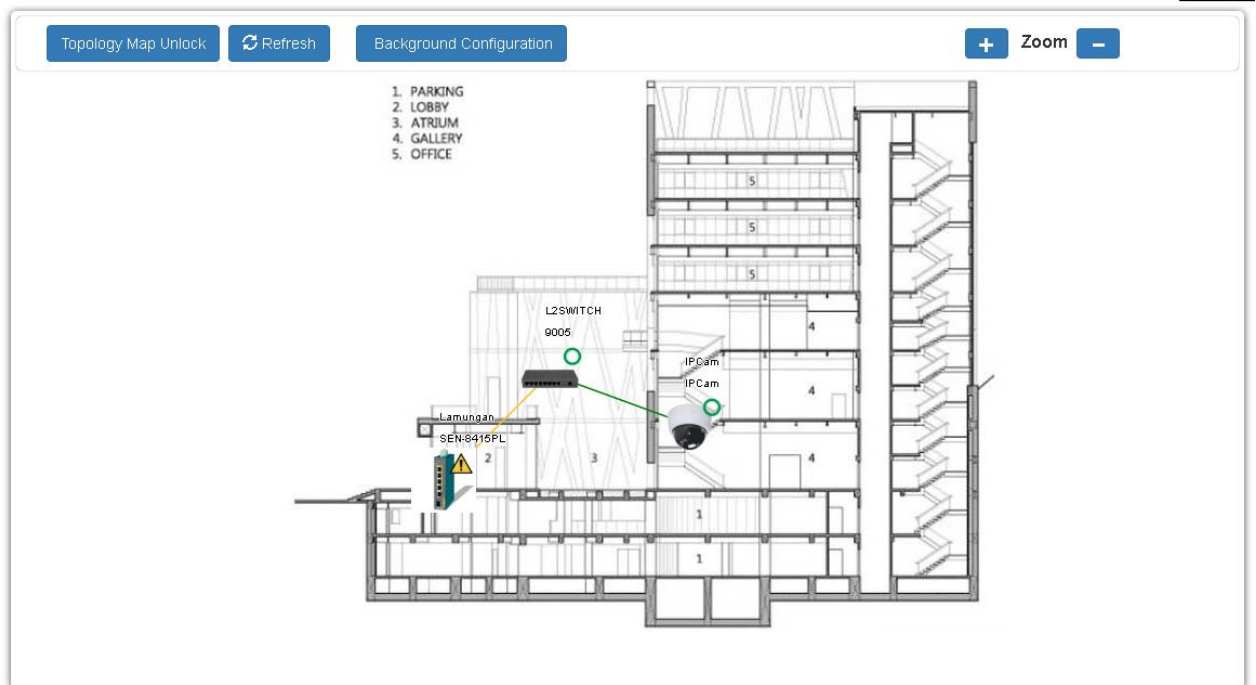 Topology Map Unlock
Refresh
Background Configuration
+ Zoom −
1. PARKING
2. LOBBY
3. ATRIUM
4. GALLERY
5. OFFICE
5
5
5
L2SWITCH
9005
4
IPCam
IPCam
4
Lamungan
SEN-8415PL
2
3
4
1
1